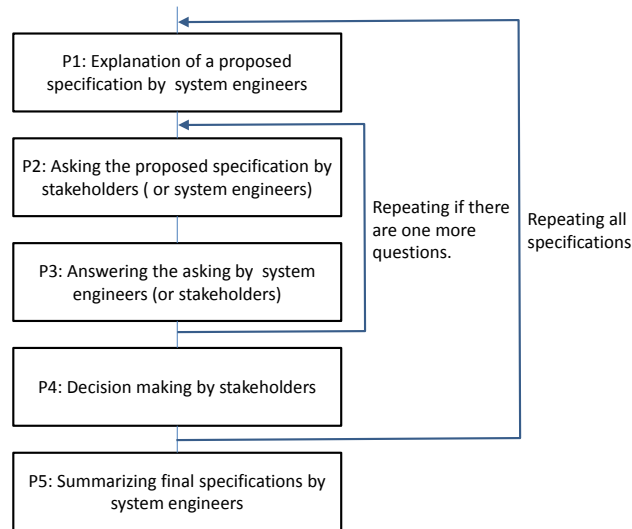 P1: Explanation of a proposed
specification by  system engineers
P2: Asking the proposed specification by
stakeholders ( or system engineers)
P3: Answering the asking by  system
engineers (or stakeholders)
Repeating if there
are one more
questions.
Repeating all
specifications
P4: Decision making by stakeholders
P5: Summarizing final specifications by
system engineers